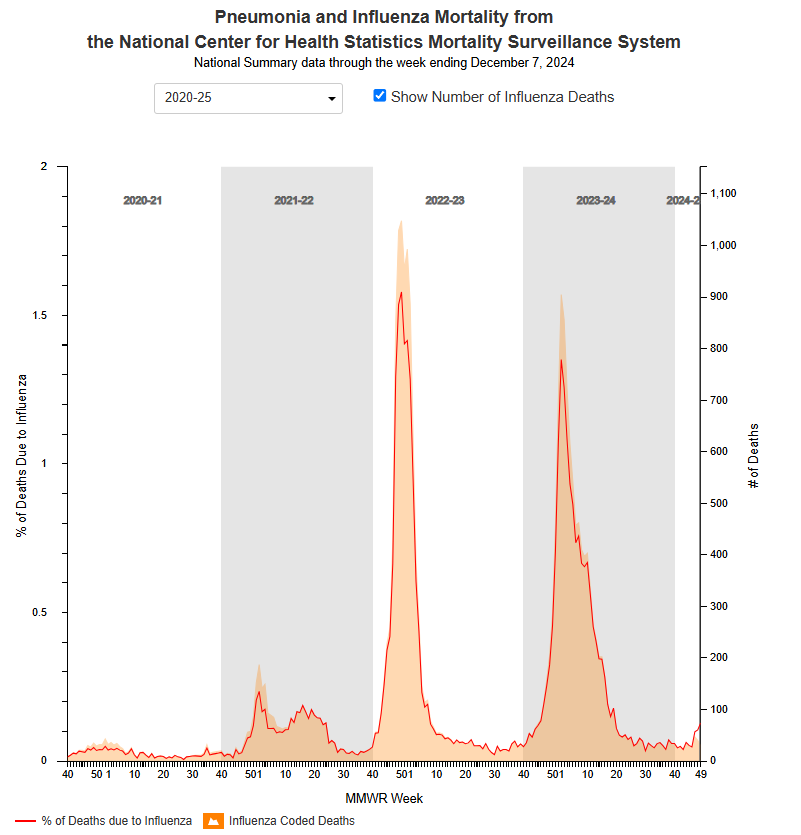 Pneumonia and Influenza Mortality from
the National Center for Health Statistics Mortality Surveillance System
National Summary data through the week ending December 7, 2024
2020-25
Show Number of Influenza Deaths
2020-21 2021-22 2022-23 2023-24 2024-2
2
1.5
1
0.5
0
% of Deaths Due to Influenza
1,100
1,000
900
800
700
600
500
400
300
200
100
0
# of Deaths
40 50 1 10 20 30 40 50 1 10 20 30 40 50 1 10 20 30 40 50 1 10 20 30 40 49
MMWR Week
% of Deaths due to Influenza
Influenza Coded Deaths